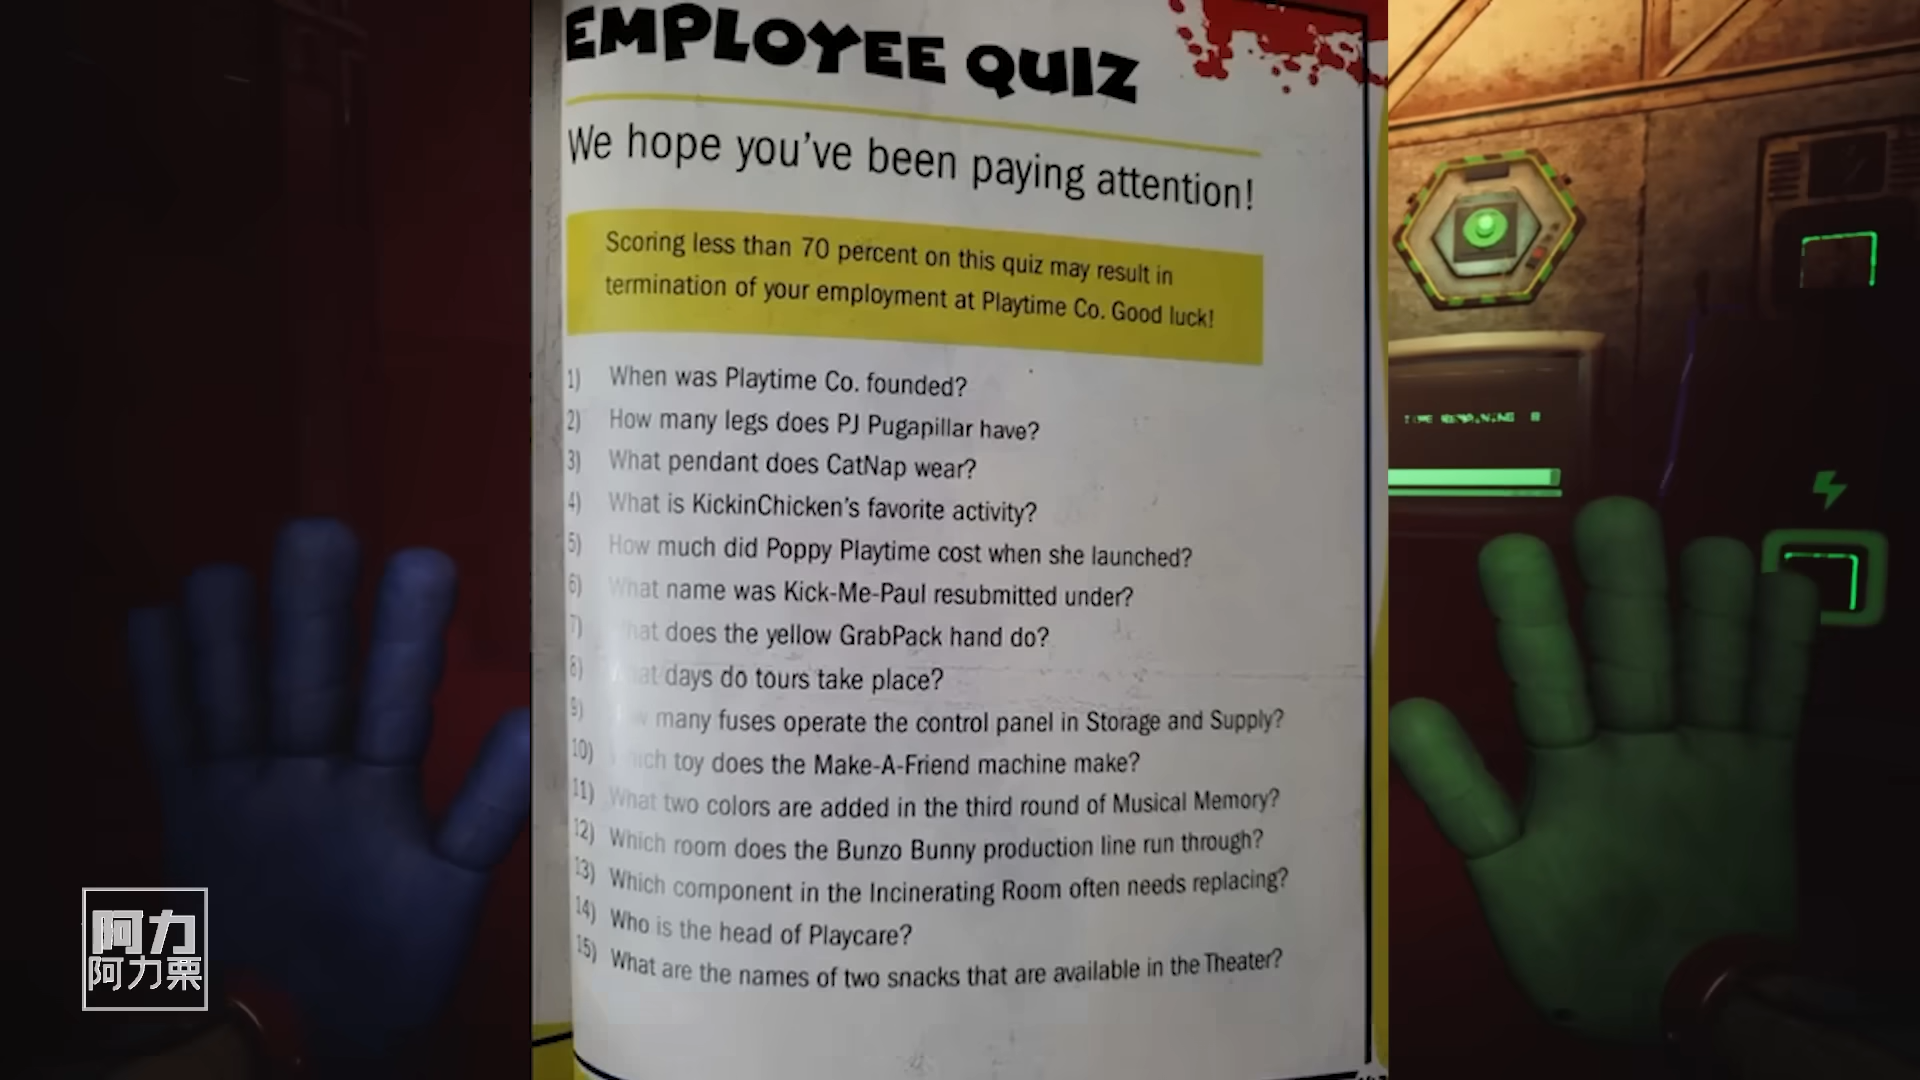 EMPLOYEE QUIZ
We hope you've been paying attention!
Scoring less than 70 percent on this quiz may result in
termination of your employment at Playtime Co. Good luck!
1) When was Playtime Co. founded?
2) How many legs does PJ Pugapillar have?
3) What pendant does CatNap wear?
4) What is KickinChicken's favorite activity?
5) How much did Poppy Playtime cost when she launched?
6) What name was Kick-Me-Paul resubmitted under?
7) What does the yellow GrabPack hand do?
8) What days do tours take place?
9) How many fuses operate the control panel in Storage and Supply?
10) Which toy does the Make-A-Friend machine make?
11) What two colors are added in the third round of Musical Memory?
12) Which room does the Bunzo Bunny production line run through?
13) Which component in the Incinerating Room often needs replacing?
14) Who is the head of Playcare?
15) What are the names of two snacks that are available in the Theater?
TIME REMAINING
阿力
阿力栗